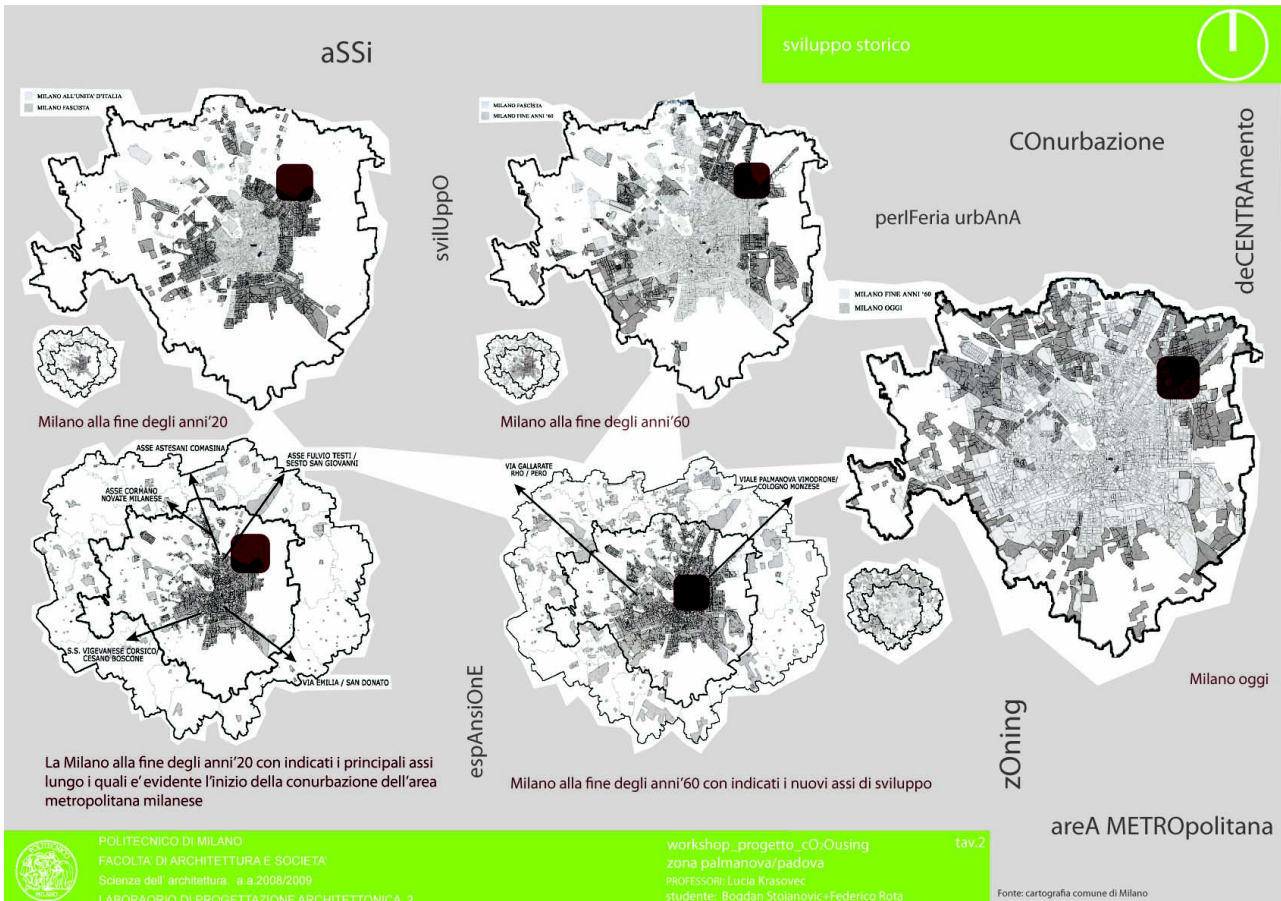 sviluppo storico
aSSi
MILANO ALL'UNITA' D'ITALIA
MILANO FASCISTA
MILANO FASCISTA
MILANO FINE ANNI '60
svilUppO
COnurbazione
perIFeria urbAnA
deCENTRAmento
MILANO FINE ANNI '60
MILANO OGGI
Milano alla fine degli anni'20
Milano alla fine degli anni'60
ASSE ASTESANI COMASINA
ASSE FULVIO TESTI /
SESTO SAN GIOVANNI
ASSE CORMANO
NOVATE MILANESE
S.S. VIGEVANESE CORSICO/
CESANO BOSCONE
VIA EMILIA / SAN DONATO
VIA GALLARATE
RHO / PERO
VIALE PALMANOVA VIMODRONE/
COLOGNO MONZESE
Milano oggi
espAnsiOnE
zOning
La Milano alla fine degli anni'20 con indicati i principali assi
lungo i quali e' evidente l'inizio della conurbazione dell'area
metropolitana milanese
Milano alla fine degli anni'60 con indicati i nuovi assi di sviluppo
areA METROpolitana
POLITECNICO
MILANO
POLITECNICO DI MILANO
FACOLTA' DI ARCHITETTURA E SOCIETA'
Scienze dell' architettura a.a.2008/2009
LABORAORIO DI PROGETTAZIONE ARCHITETTONICA 2
workshop_progetto_cO2Ousing
tav.2
zona palmanova/padova
PROFESSORI: Lucia Krasovec
studente: Bogdan Stojanovic+Federico Rota
Fonte: cartografia comune di Milano